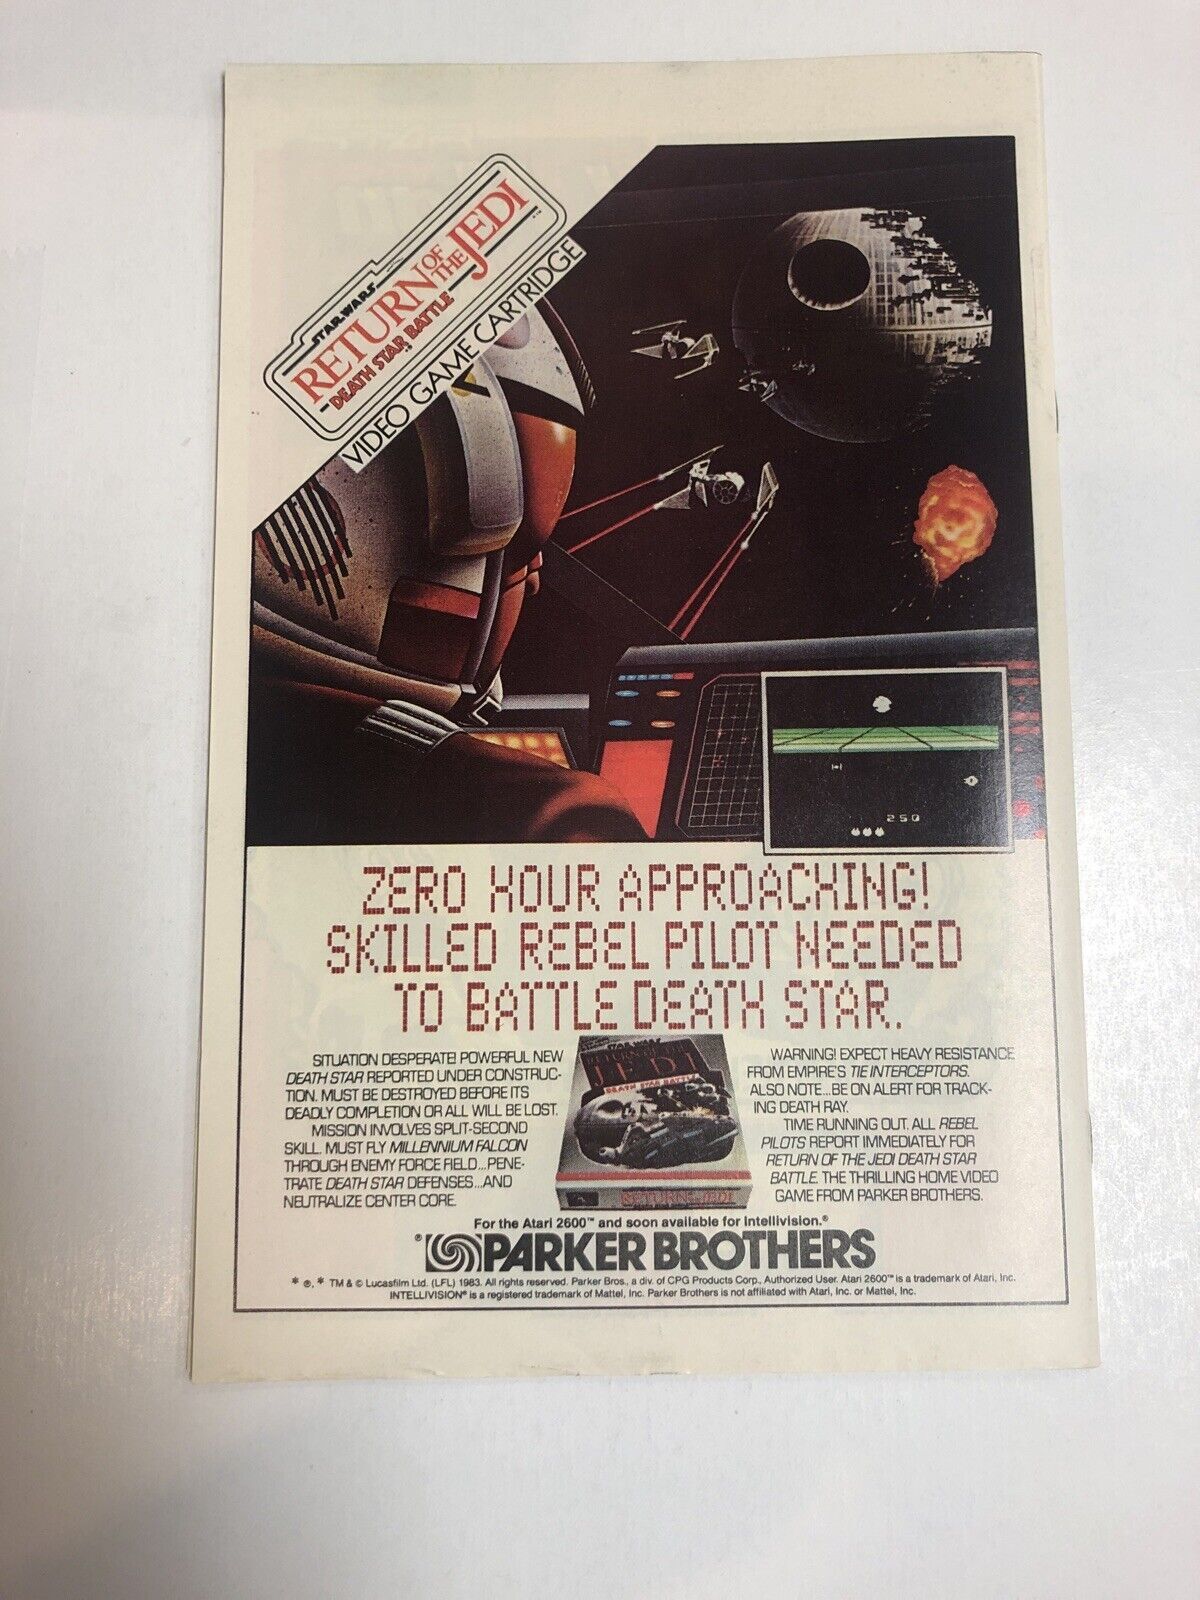 STAR WARS
RETURN OF THE JEDI
DEATH STAR BATTLE
VIDEO GAME CARTRIDGE
250
ZERO HOUR APPROACHING!
SKILLED REBEL PILOT NEEDED
TO BATTLE DEATH STAR.
SITUATION DESPERATE! POWERFUL NEW
DEATH STAR REPORTED UNDER CONSTRUC-
TION. MUST BE DESTROYED BEFORE ITS
DEADLY COMPLETION OR ALL WILL BE LOST.
MISSION INVOLVES SPLIT-SECOND
SKILL. MUST FLY MILLENNIUM FALCON
THROUGH ENEMY FORCE FIELD...PENE-
TRATE DEATH STAR DEFENSES...AND
NEUTRALIZE CENTER CORE.
STAR WARS
RETURN OF THE
JEDI
DEATH STAR BATTLE
RETURN OF THE JEDI
WARNING! EXPECT HEAVY RESISTANCE
FROM EMPIRE'S TIE INTERCEPTORS.
ALSO NOTE...BE ON ALERT FOR TRACK-
ING DEATH RAY.
TIME RUNNING OUT. ALL REBEL
PILOTS REPORT IMMEDIATELY FOR
RETURN OF THE JEDI DEATH STAR
BATTLE. THE THRILLING HOME VIDEO
GAME FROM PARKER BROTHERS.
For the Atari 2600™ and soon available for Intellivision.®
® PARKER BROTHERS
* ®, * TM & © Lucasfilm Ltd. (LFL) 1983. All rights reserved. Parker Bros., a div. of CPG Products Corp., Authorized User. Atari 2600™ is a trademark of Atari, Inc.
INTELLIVISION® is a registered trademark of Mattel, Inc. Parker Brothers is not affiliated with Atari, Inc. or Mattel, Inc.